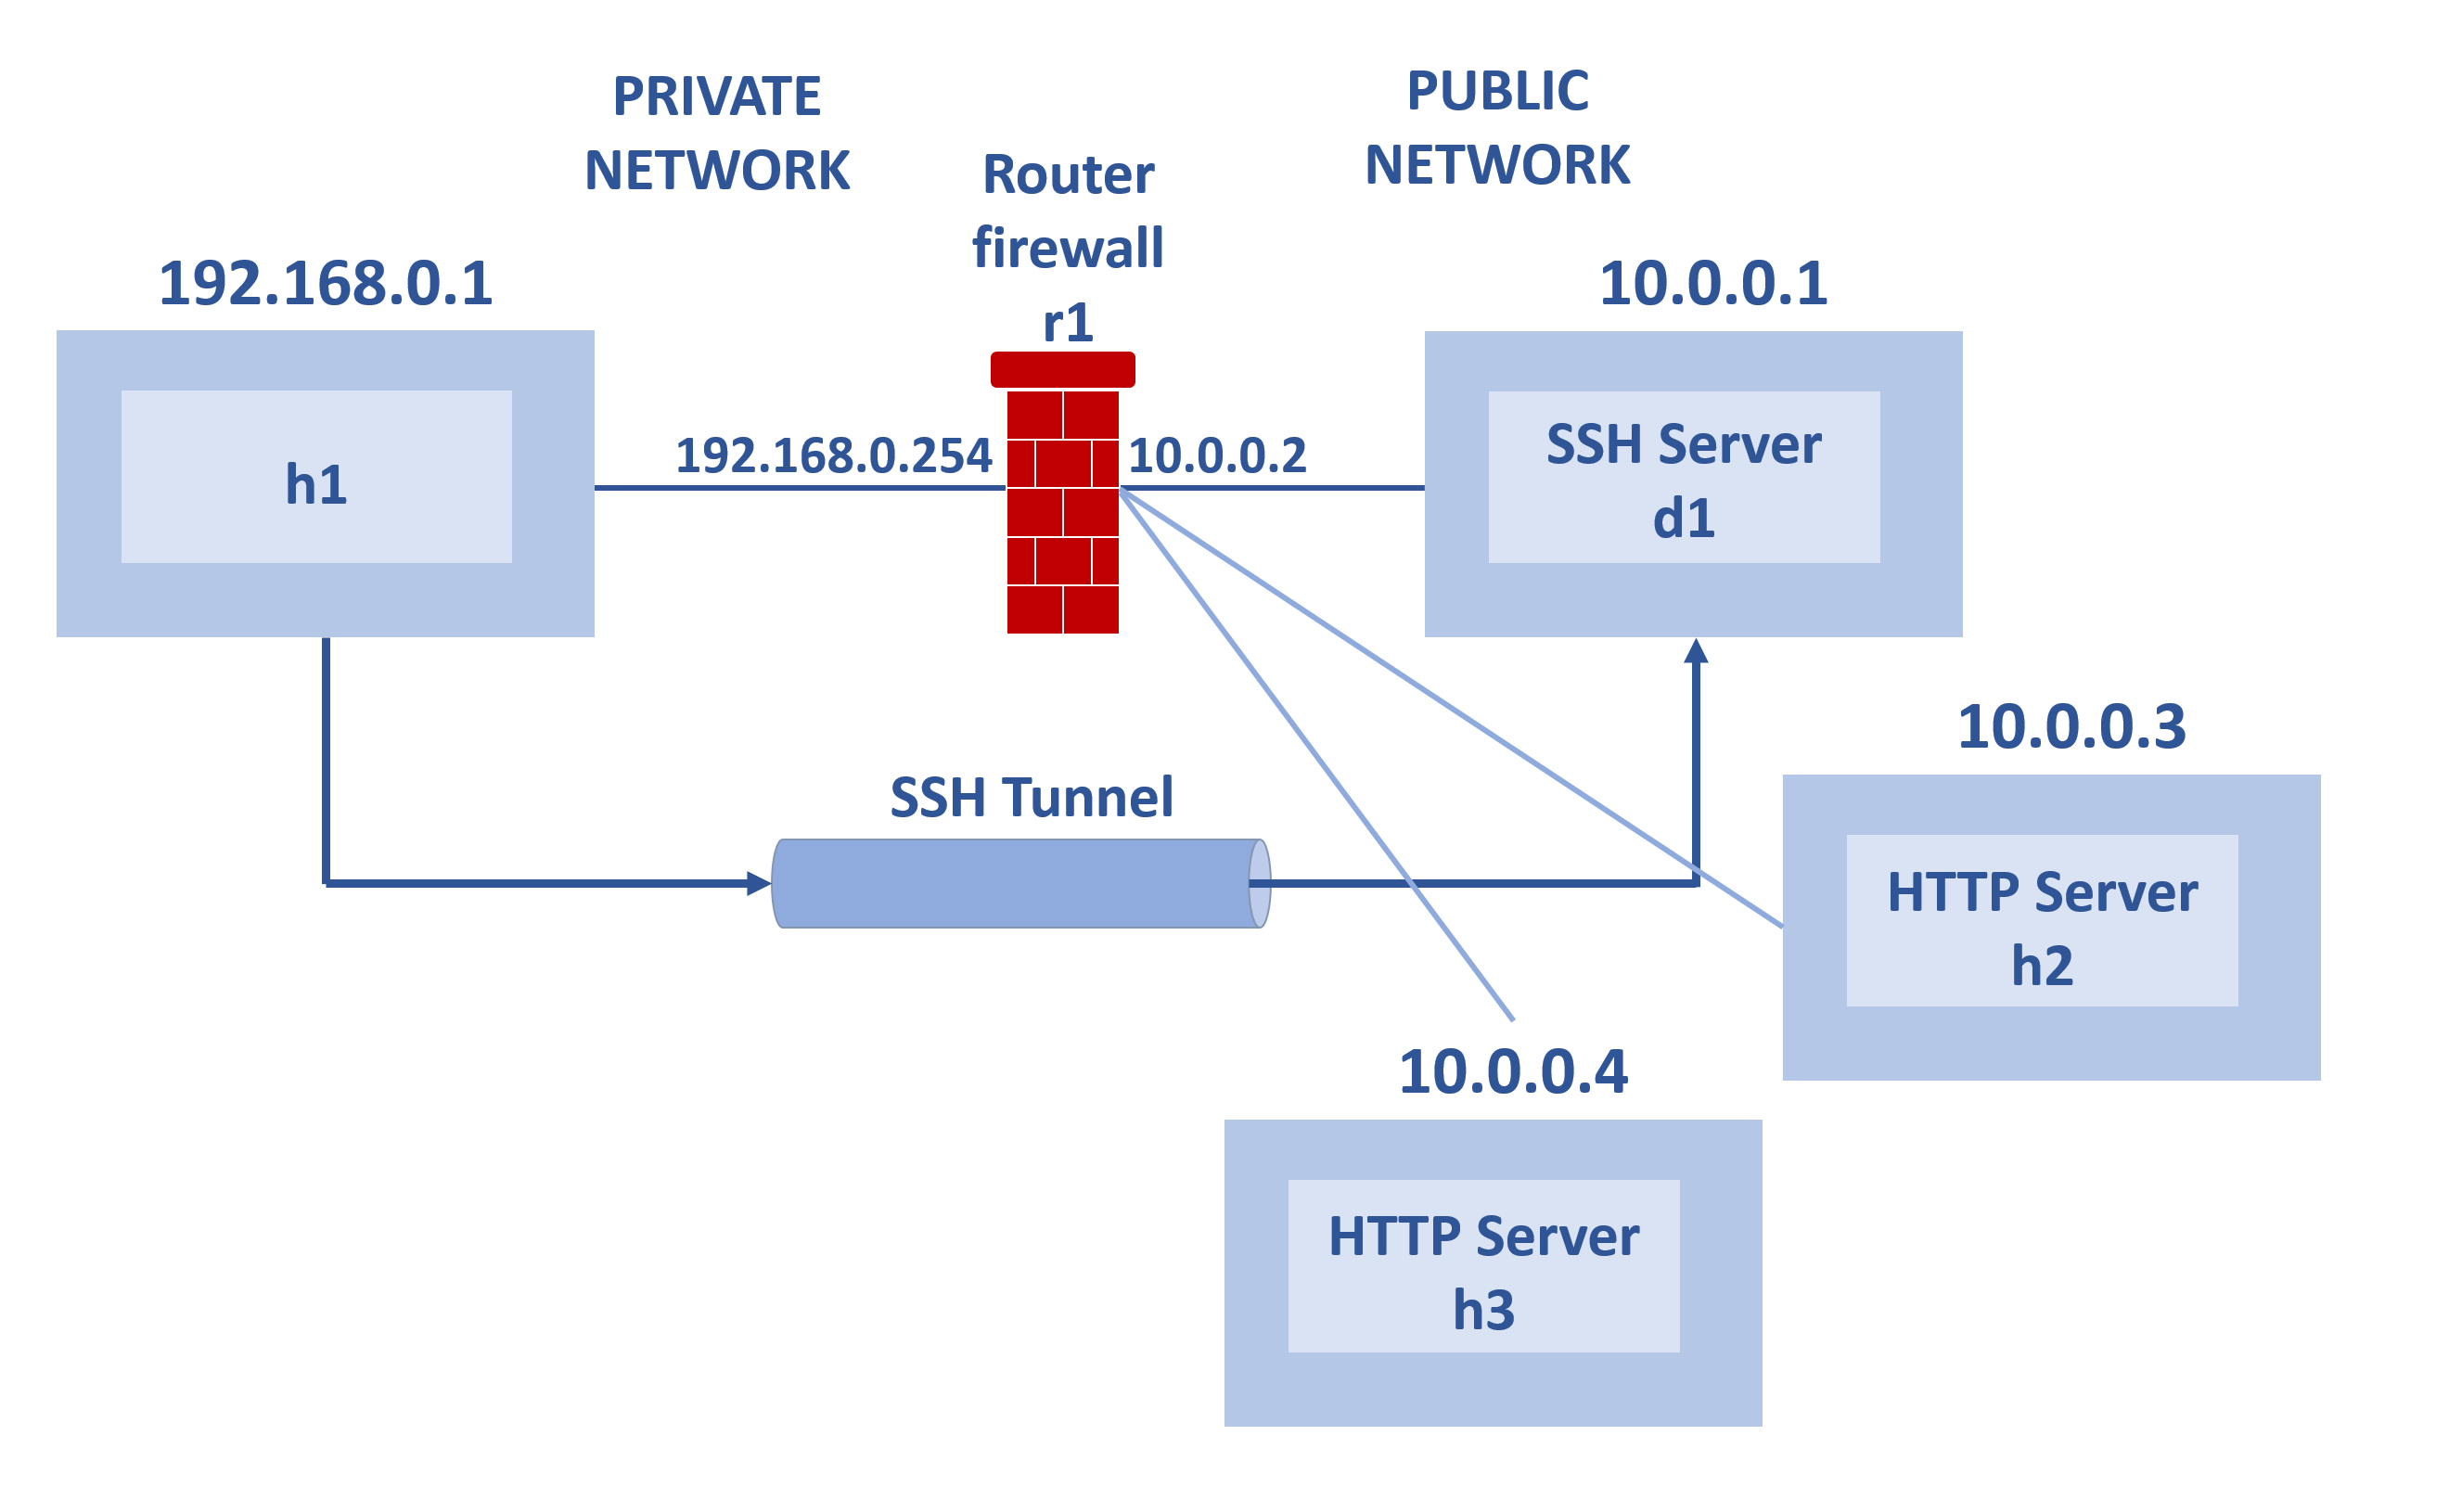 PRIVATE
NETWORK
PUBLIC
NETWORK
Router
firewall
r1
192.168.0.1
10.0.0.1
h1
192.168.0.254
10.0.0.2
SSH Server
d1
10.0.0.3
SSH Tunnel
HTTP Server
h2
10.0.0.4
HTTP Server
h3